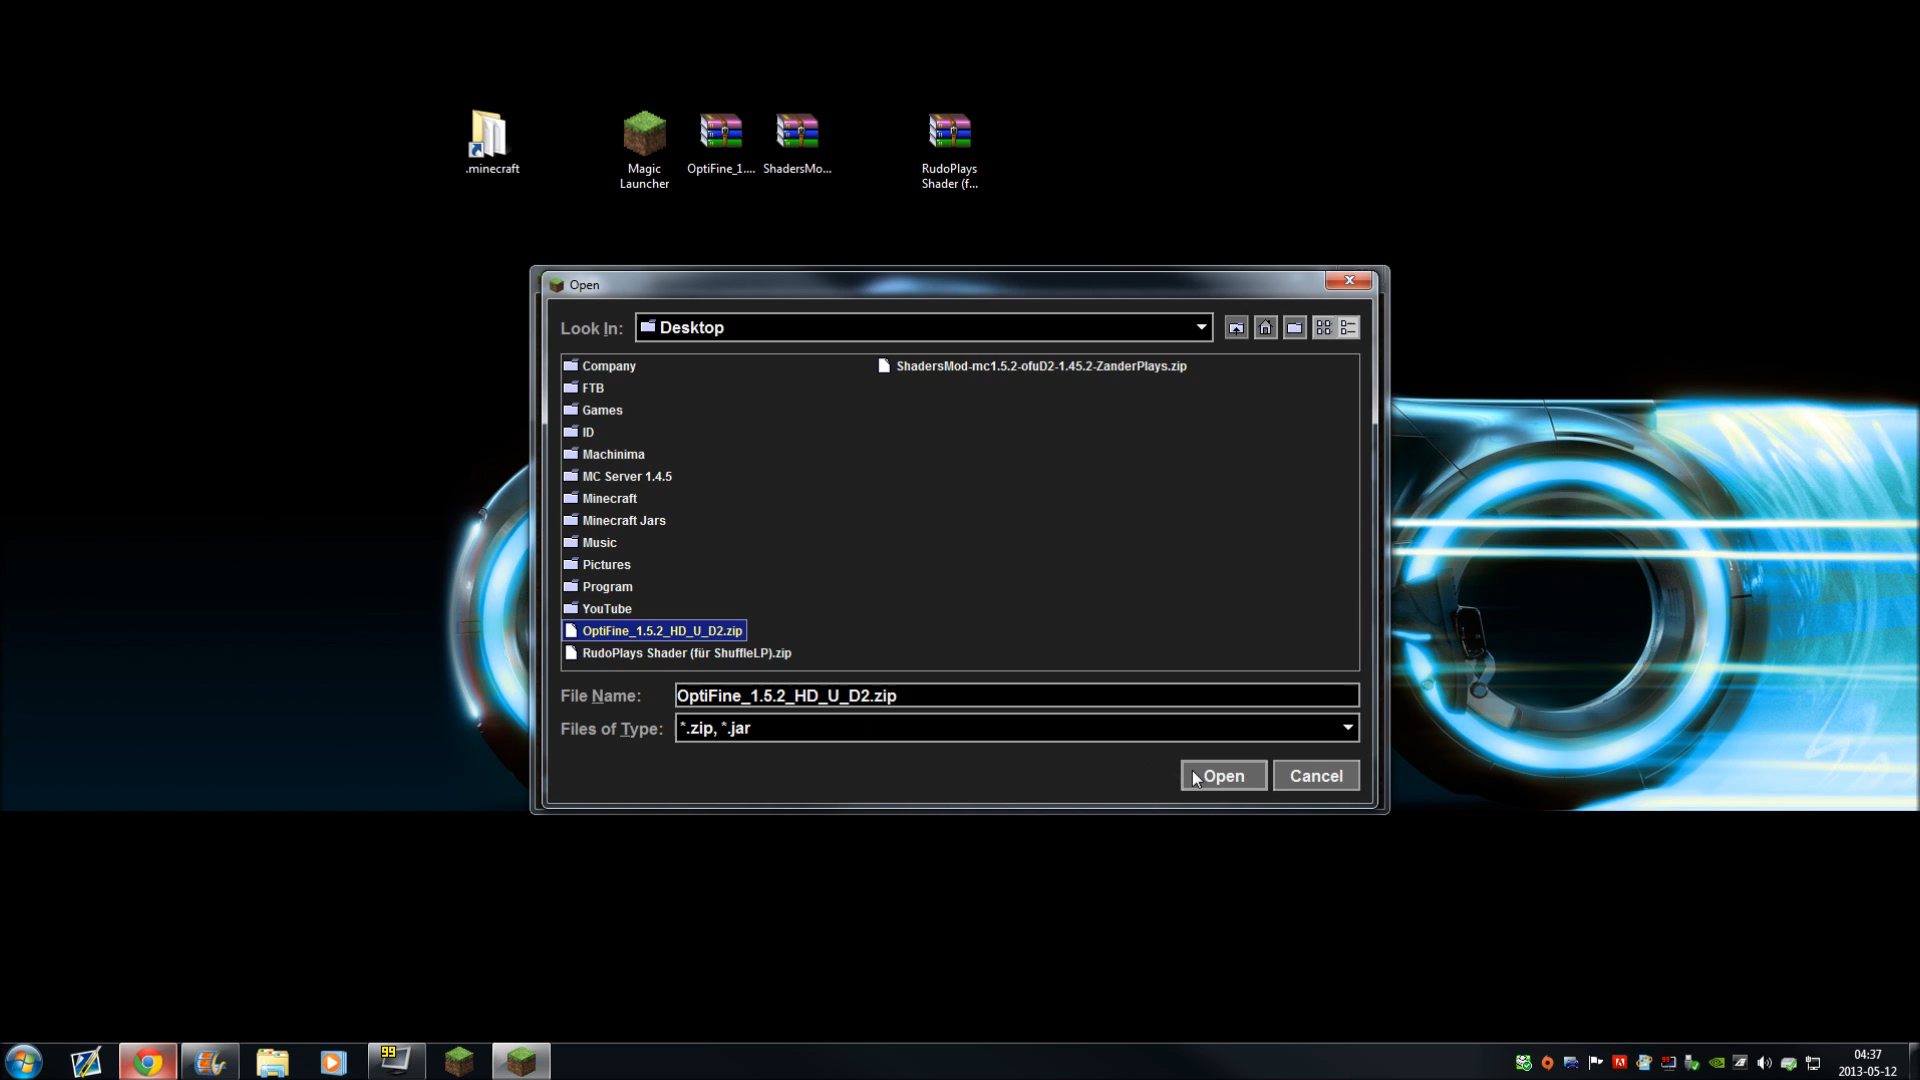 .minecraft
Magic
Launcher
OptiFine_1....
ShadersMo...
RudoPlays
Shader (f...
Open
Look In:
Desktop
Company
FTB
Games
ID
Machinima
MC Server 1.4.5
Minecraft
Minecraft Jars
Music
Pictures
Program
YouTube
OptiFine_1.5.2_HD_U_D2.zip
RudoPlays Shader (für ShuffleLP).zip
ShadersMod-mc1.5.2-ofuD2-1.45.2-ZanderPlays.zip
File Name:
OptiFine_1.5.2_HD_U_D2.zip
Files of Type:
*.zip, *.jar
Open
Cancel
99
04:37
2013-05-12